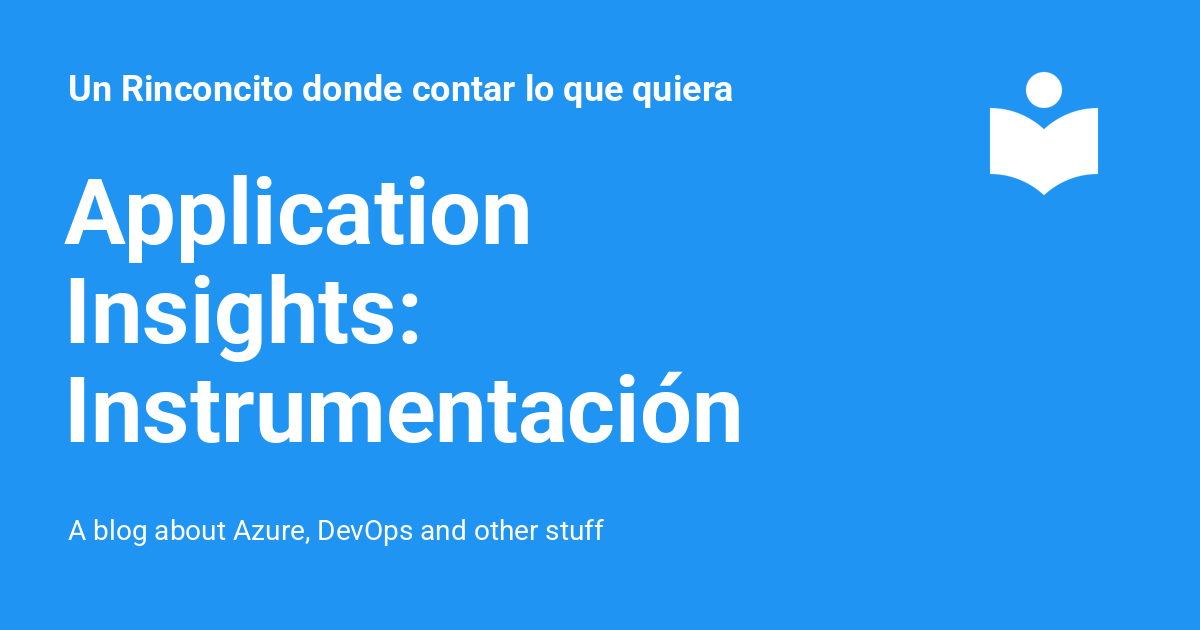 Un Rinconcito donde contar lo que quiera
Application
Insights:
Instrumentación
A blog about Azure, DevOps and other stuff